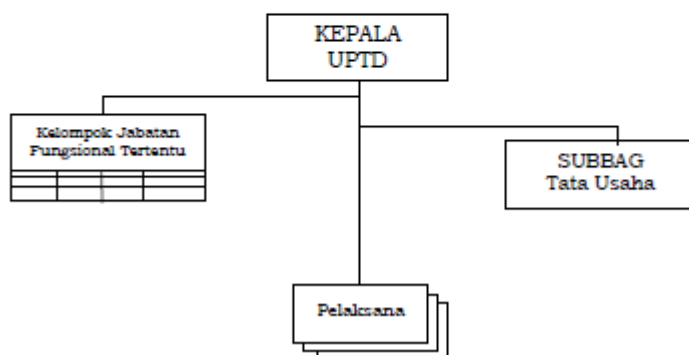 KEPALA
UPTD
Kelompok Jabatan
Fungsional Tertentu
SUBBAG
Tata Usaha
Pelaksana